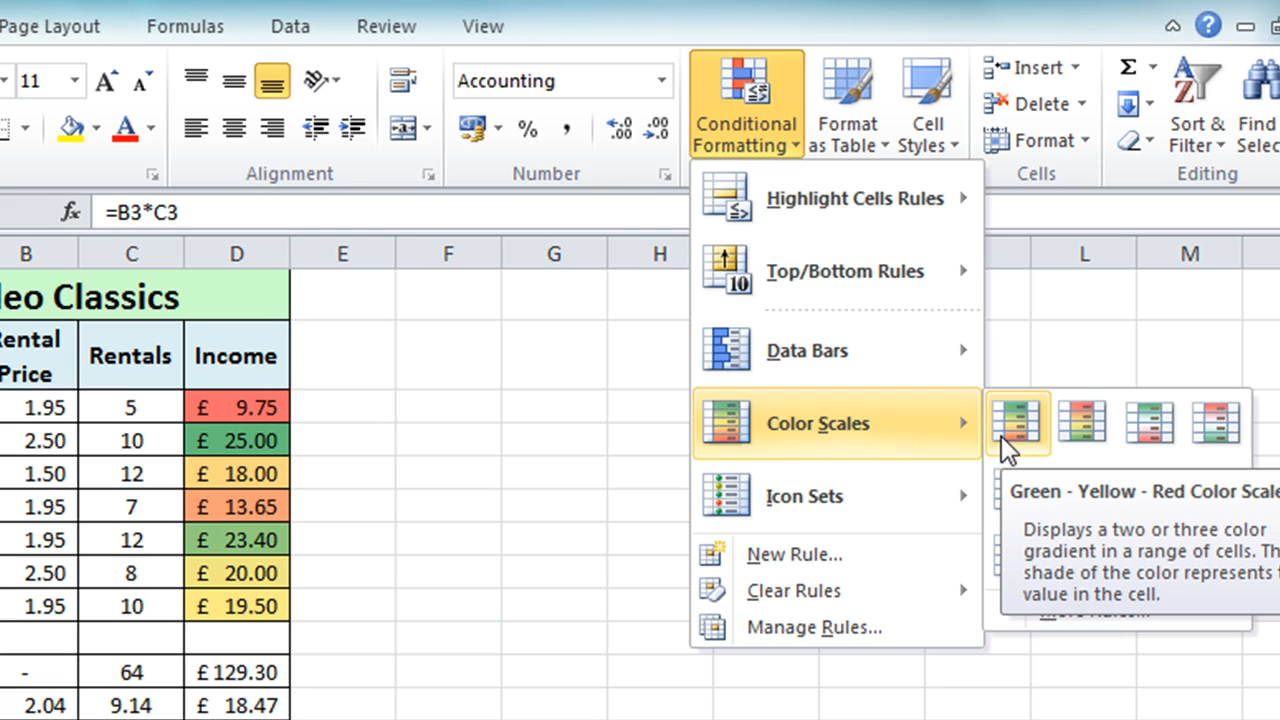 Page Layout Formulas Data Review View
11 A A Accounting
% , .0 .00 .00 .0
Conditional Formatting
Format as Table
Cell Styles
Insert
Delete
Format
Σ
Sort & Filter
Find
Selec
Alignment Number Cells Editing
fx =B3*C3
B C D E F G H L M
eo Classics
Rental Price Rentals Income
1.95 5 £ 9.75
2.50 10 £ 25.00
1.50 12 £ 18.00
1.95 7 £ 13.65
1.95 12 £ 23.40
2.50 8 £ 20.00
1.95 10 £ 19.50
- 64 £ 129.30
2.04 9.14 £ 18.47
Highlight Cells Rules
Top/Bottom Rules
Data Bars
Color Scales
Icon Sets
New Rule...
Clear Rules
Manage Rules...
Green - Yellow - Red Color Scale
Displays a two or three color
gradient in a range of cells. Th
shade of the color represents t
value in the cell.